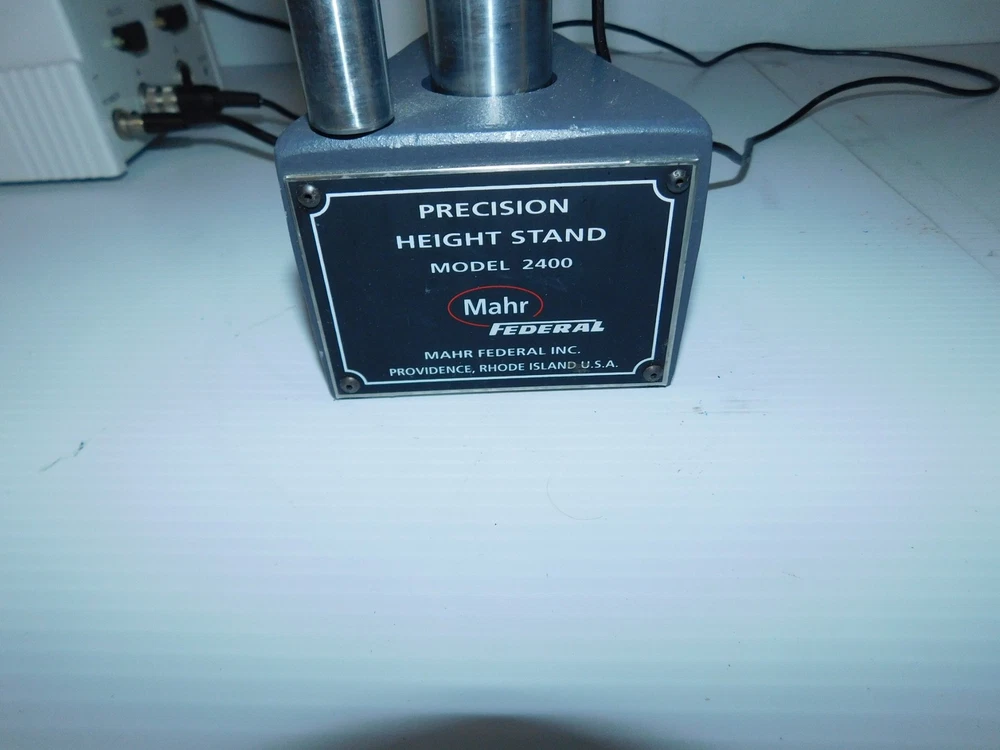 PRECISION
HEIGHT STAND
MODEL 2400
Mahr
FEDERAL
MAHR FEDERAL INC.
PROVIDENCE, RHODE ISLAND U.S.A.